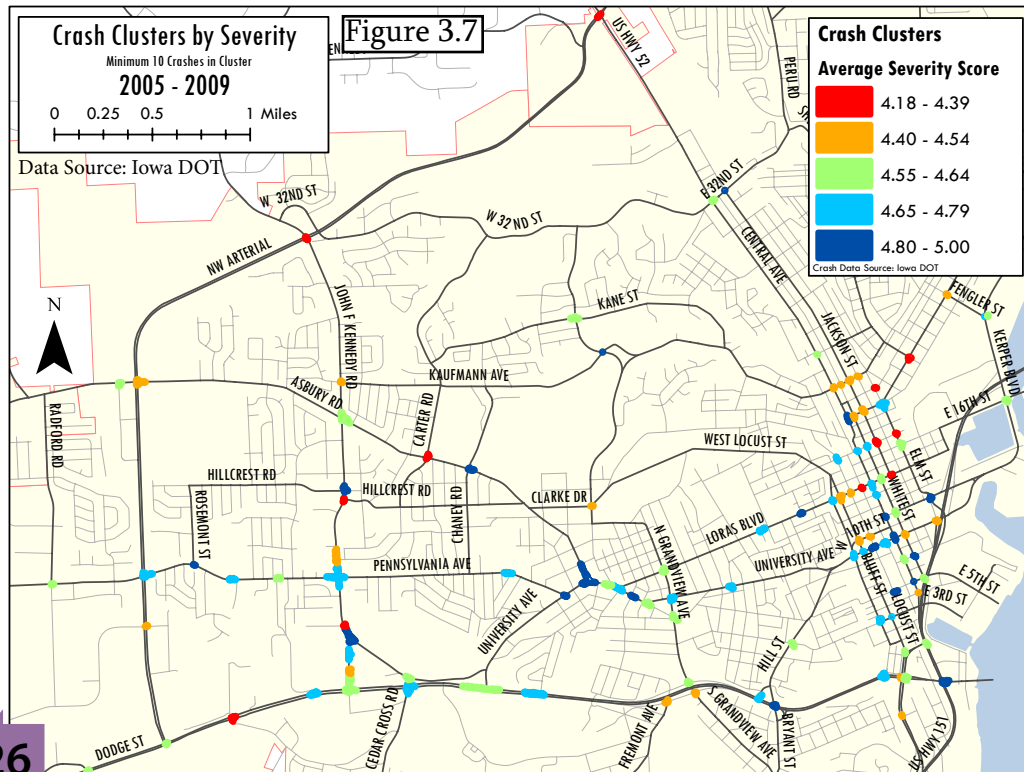 Crash Clusters by Severity
Minimum 10 Crashes in Cluster
2005 - 2009
0 0.25 0.5 1 Miles
Data Source: Iowa DOT
Figure 3.7
Crash Clusters
Average Severity Score
4.18 - 4.39
4.40 - 4.54
4.55 - 4.64
4.65 - 4.79
4.80 - 5.00
Crash Data Source: Iowa DOT
US HWY 52
PERU RD
E 32ND ST
W 32ND ST
W 32ND ST
NW ARTERIAL
CENTRAL AVE
JOHN F KENNEDY RD
KANE ST
FENGLER ST
KERPER BLVD
JACKSON ST
N
KAUFMANN AVE
ASBURY RD
CARTER RD
RADFORD RD
E 16TH ST
WEST LOCUST ST
ELM ST
HILLCREST RD
HILLCREST RD
CLARKE DR
ROSEMONT ST
CHANEY RD
WHITE ST
LORAS BLVD
N GRANDVIEW AVE
10TH ST
PENNSYLVANIA AVE
UNIVERSITY AVE
UNIVERSITY AVE
BLUFF ST
LOCUST ST
E 5TH ST
E 3RD ST
HILL ST
CEDAR CROSS RD
FREMONT AVE
S GRANDVIEW AVE
BRYANT ST
US HWY 151
DODGE ST
26